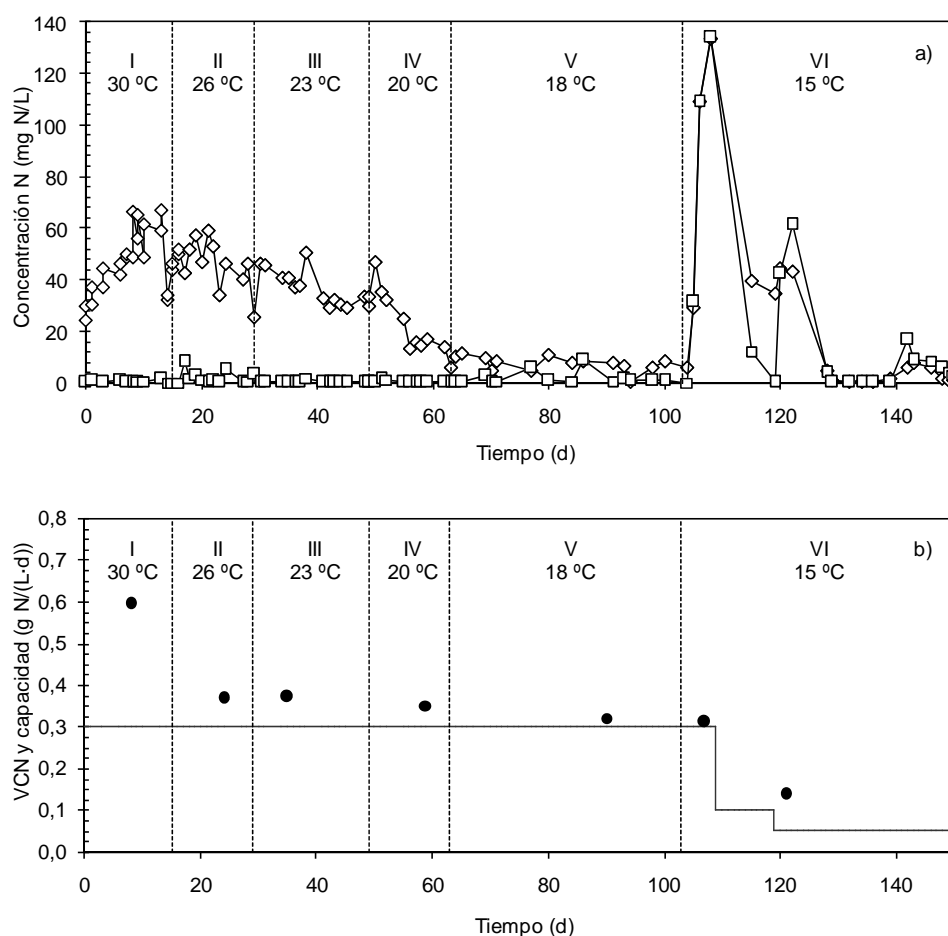 140
120
100
80
60
40
20
0
Concentración N (mg N/L)
I
30 ºC
II
26 ºC
III
23 ºC
IV
20 ºC
V
18 ºC
VI
15 ºC
a)
0 20 40 60 80 100 120 140
Tiempo (d)
0,8
0,7
0,6
0,5
0,4
0,3
0,2
0,1
0,0
VCN y capacidad (g N/(L·d))
I
30 ºC
II
26 ºC
III
23 ºC
IV
20 ºC
V
18 ºC
VI
15 ºC
b)
0 20 40 60 80 100 120 140
Tiempo (d)